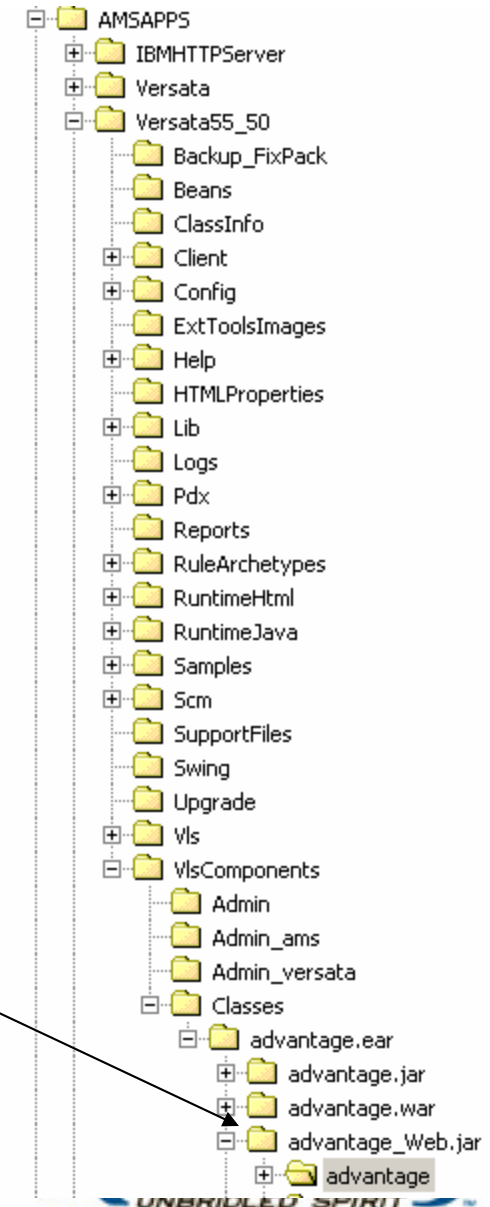 AMSAPPS
IBMHTTPServer
Versata
Versata55_50
Backup_FixPack
Beans
ClassInfo
Client
Config
ExtToolsImages
Help
HTMLProperties
Lib
Logs
Pdx
Reports
RuleArchetypes
RuntimeHtml
RuntimeJava
Samples
Scm
SupportFiles
Swing
Upgrade
Vls
VlsComponents
Admin
Admin_ams
Admin_versata
Classes
advantage.ear
advantage.jar
advantage.war
advantage_Web.jar
advantage
UNBRIDLED SPIRIT